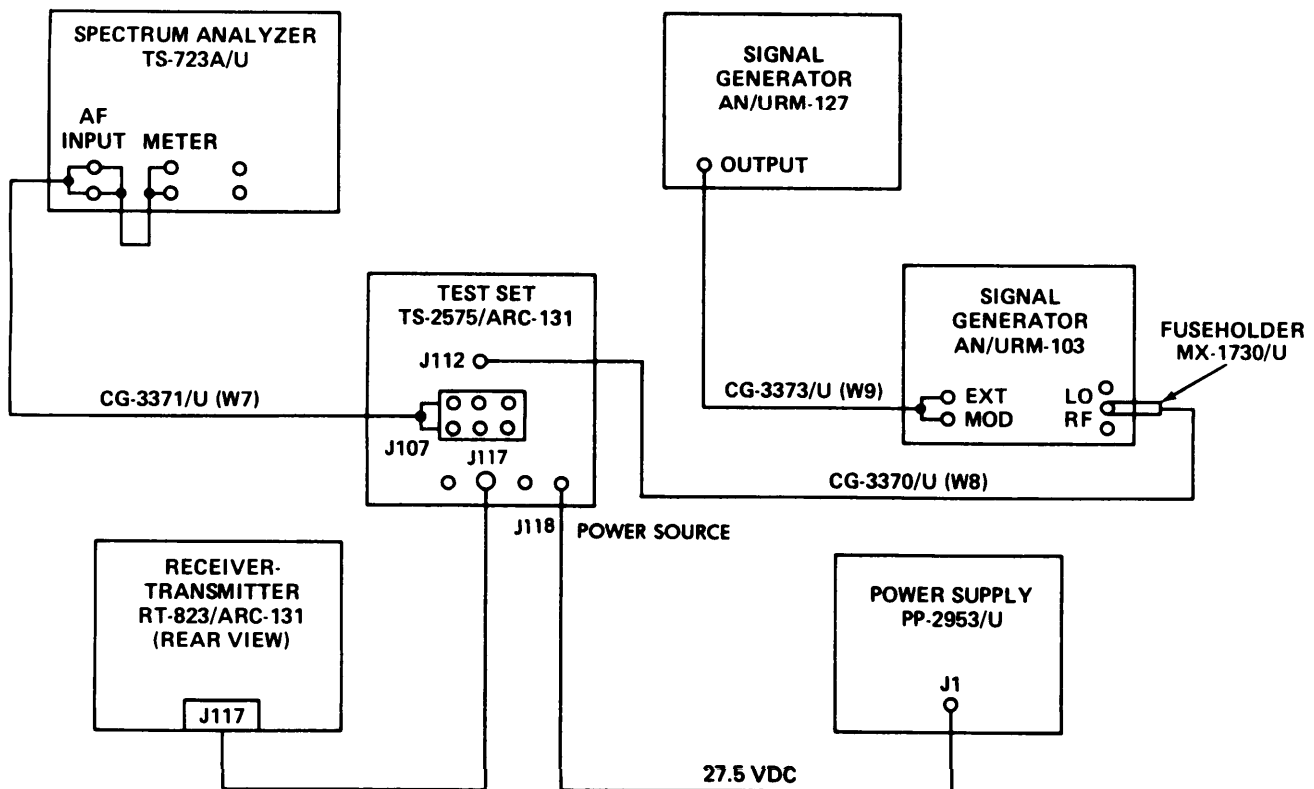 SPECTRUM ANALYZER
TS-723A/U
AF
INPUT METER
SIGNAL
GENERATOR
AN/URM-127
OUTPUT
TEST SET
TS-2575/ARC-131
J112
J107
J117
J118 POWER SOURCE
CG-3371/U (W7)
SIGNAL
GENERATOR
AN/URM-103
EXT
MOD
LO
RF
FUSEHOLDER
MX-1730/U
CG-3373/U (W9)
CG-3370/U (W8)
RECEIVER-
TRANSMITTER
RT-823/ARC-131
(REAR VIEW)
J117
POWER SUPPLY
PP-2953/U
J1
27.5 VDC